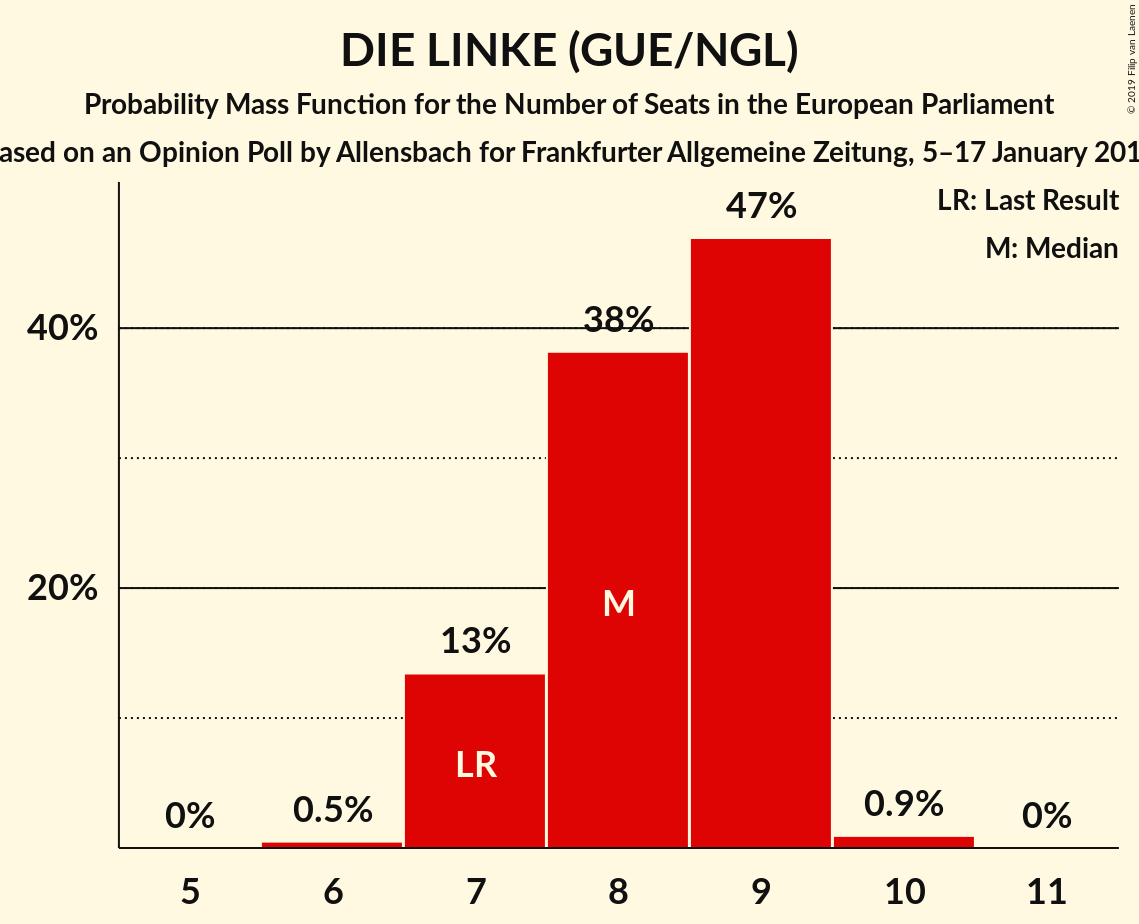 DIE LINKE (GUE/NGL)
Probability Mass Function for the Number of Seats in the European Parliament
ased on an Opinion Poll by Allensbach for Frankfurter Allgemeine Zeitung, 5–17 January 201
© 2019 Filip van Laenen
LR: Last Result
M: Median
47%
38%
40%
20%
13%
M
LR
0%
0.5%
0.9%
0%
5
6
7
8
9
10
11